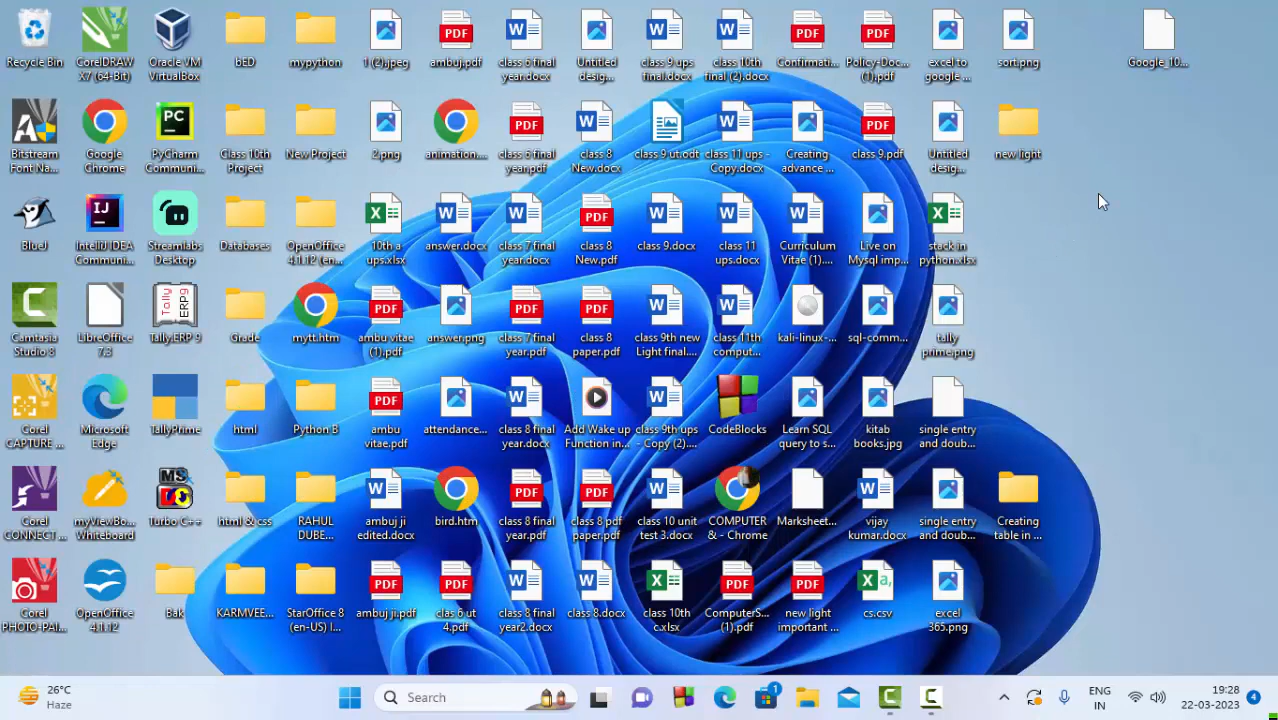 Recycle Bin
CorelDRAW X7 (64-Bit)
Oracle VM VirtualBox
bED
mypython
1 (2).jpeg
ambuj.pdf
class 6 final year.docx
Untitled desig...
class 9 ups final.docx
class 10th final (2).docx
Confirmati...
Policy-Doc... (1).pdf
excel to google ...
sort.png
Google_10...
Bitstream Font Na...
Google Chrome
PyCharm Communi...
Class 10th Project
New Project
2.png
animation....
class 6 final year.pdf
class 8 New.docx
class 9 ut.odt
class 11 ups - Copy.docx
Creating advance ...
class 9.pdf
Untitled desig...
new light
BlueJ
IntelliJ IDEA Communi...
Streamlabs Desktop
Databases
OpenOffice 4.1.12 (en...
10th a ups.xlsx
answer.docx
class 7 final year.docx
class 8 New.pdf
class 9.docx
class 11 ups.docx
Curriculum Vitae (1)....
Live on Mysql imp...
stack in python.xlsx
Camtasia Studio 8
LibreOffice 7.3
Tally.ERP 9
Grade
mytt.htm
ambu vitae (1).pdf
answer.png
class 7 final year.pdf
class 8 paper.pdf
class 9th new Light final....
class 11th comput...
kali-linux-...
sql-comm...
tally prime.png
Corel CAPTURE ...
Microsoft Edge
TallyPrime
html
Python B
ambu vitae.pdf
attendance...
class 8 final year.docx
Add Wake up Function in...
class 9th ups - Copy (2)....
CodeBlocks
Learn SQL query to s...
kitab books.jpg
single entry and doub...
Corel CONNECT ...
myViewBo... Whiteboard
Turbo C++
html & css
RAHUL DUBE...
ambuj ji edited.docx
bird.htm
class 8 final year.pdf
class 8 pdf paper.pdf
class 10 unit test 3.docx
COMPUTER & - Chrome
Marksheet...
vijay kumar.docx
single entry and doub...
Creating table in ...
Corel PHOTO-PAI...
OpenOffice 4.1.12
Bak
KARMVEE...
StarOffice 8 (en-US) I...
ambuj ji.pdf
clas 6 ut 4.pdf
class 8 final year2.docx
class 8.docx
class 10th c.xlsx
ComputerS... (1).pdf
new light important ...
cs.csv
excel 365.png
26°C
Haze
Search
1
ENG
IN
19:28
22-03-2023
4